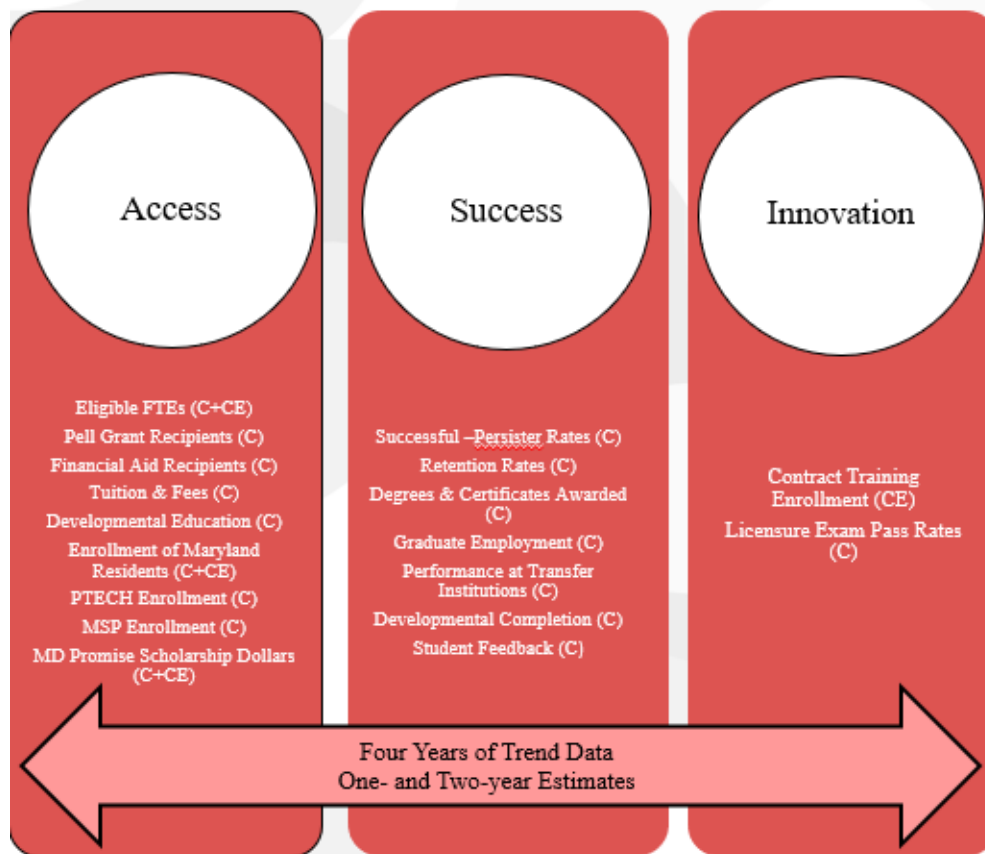 Access
Eligible FTEs (C+CE)
Pell Grant Recipients (C)
Financial Aid Recipients (C)
Tuition & Fees (C)
Developmental Education (C)
Enrollment of Maryland
Residents (C+CE)
PTECH Enrollment (C)
MSP Enrollment (C)
MD Promise Scholarship Dollars
(C+CE)
Success
Successful –Persister Rates (C)
Retention Rates (C)
Degrees & Certificates Awarded
(C)
Graduate Employment (C)
Performance at Transfer
Institutions (C)
Developmental Completion (C)
Student Feedback (C)
Innovation
Contract Training
Enrollment (CE)
Licensure Exam Pass Rates
(C)
Four Years of Trend Data
One- and Two-year Estimates